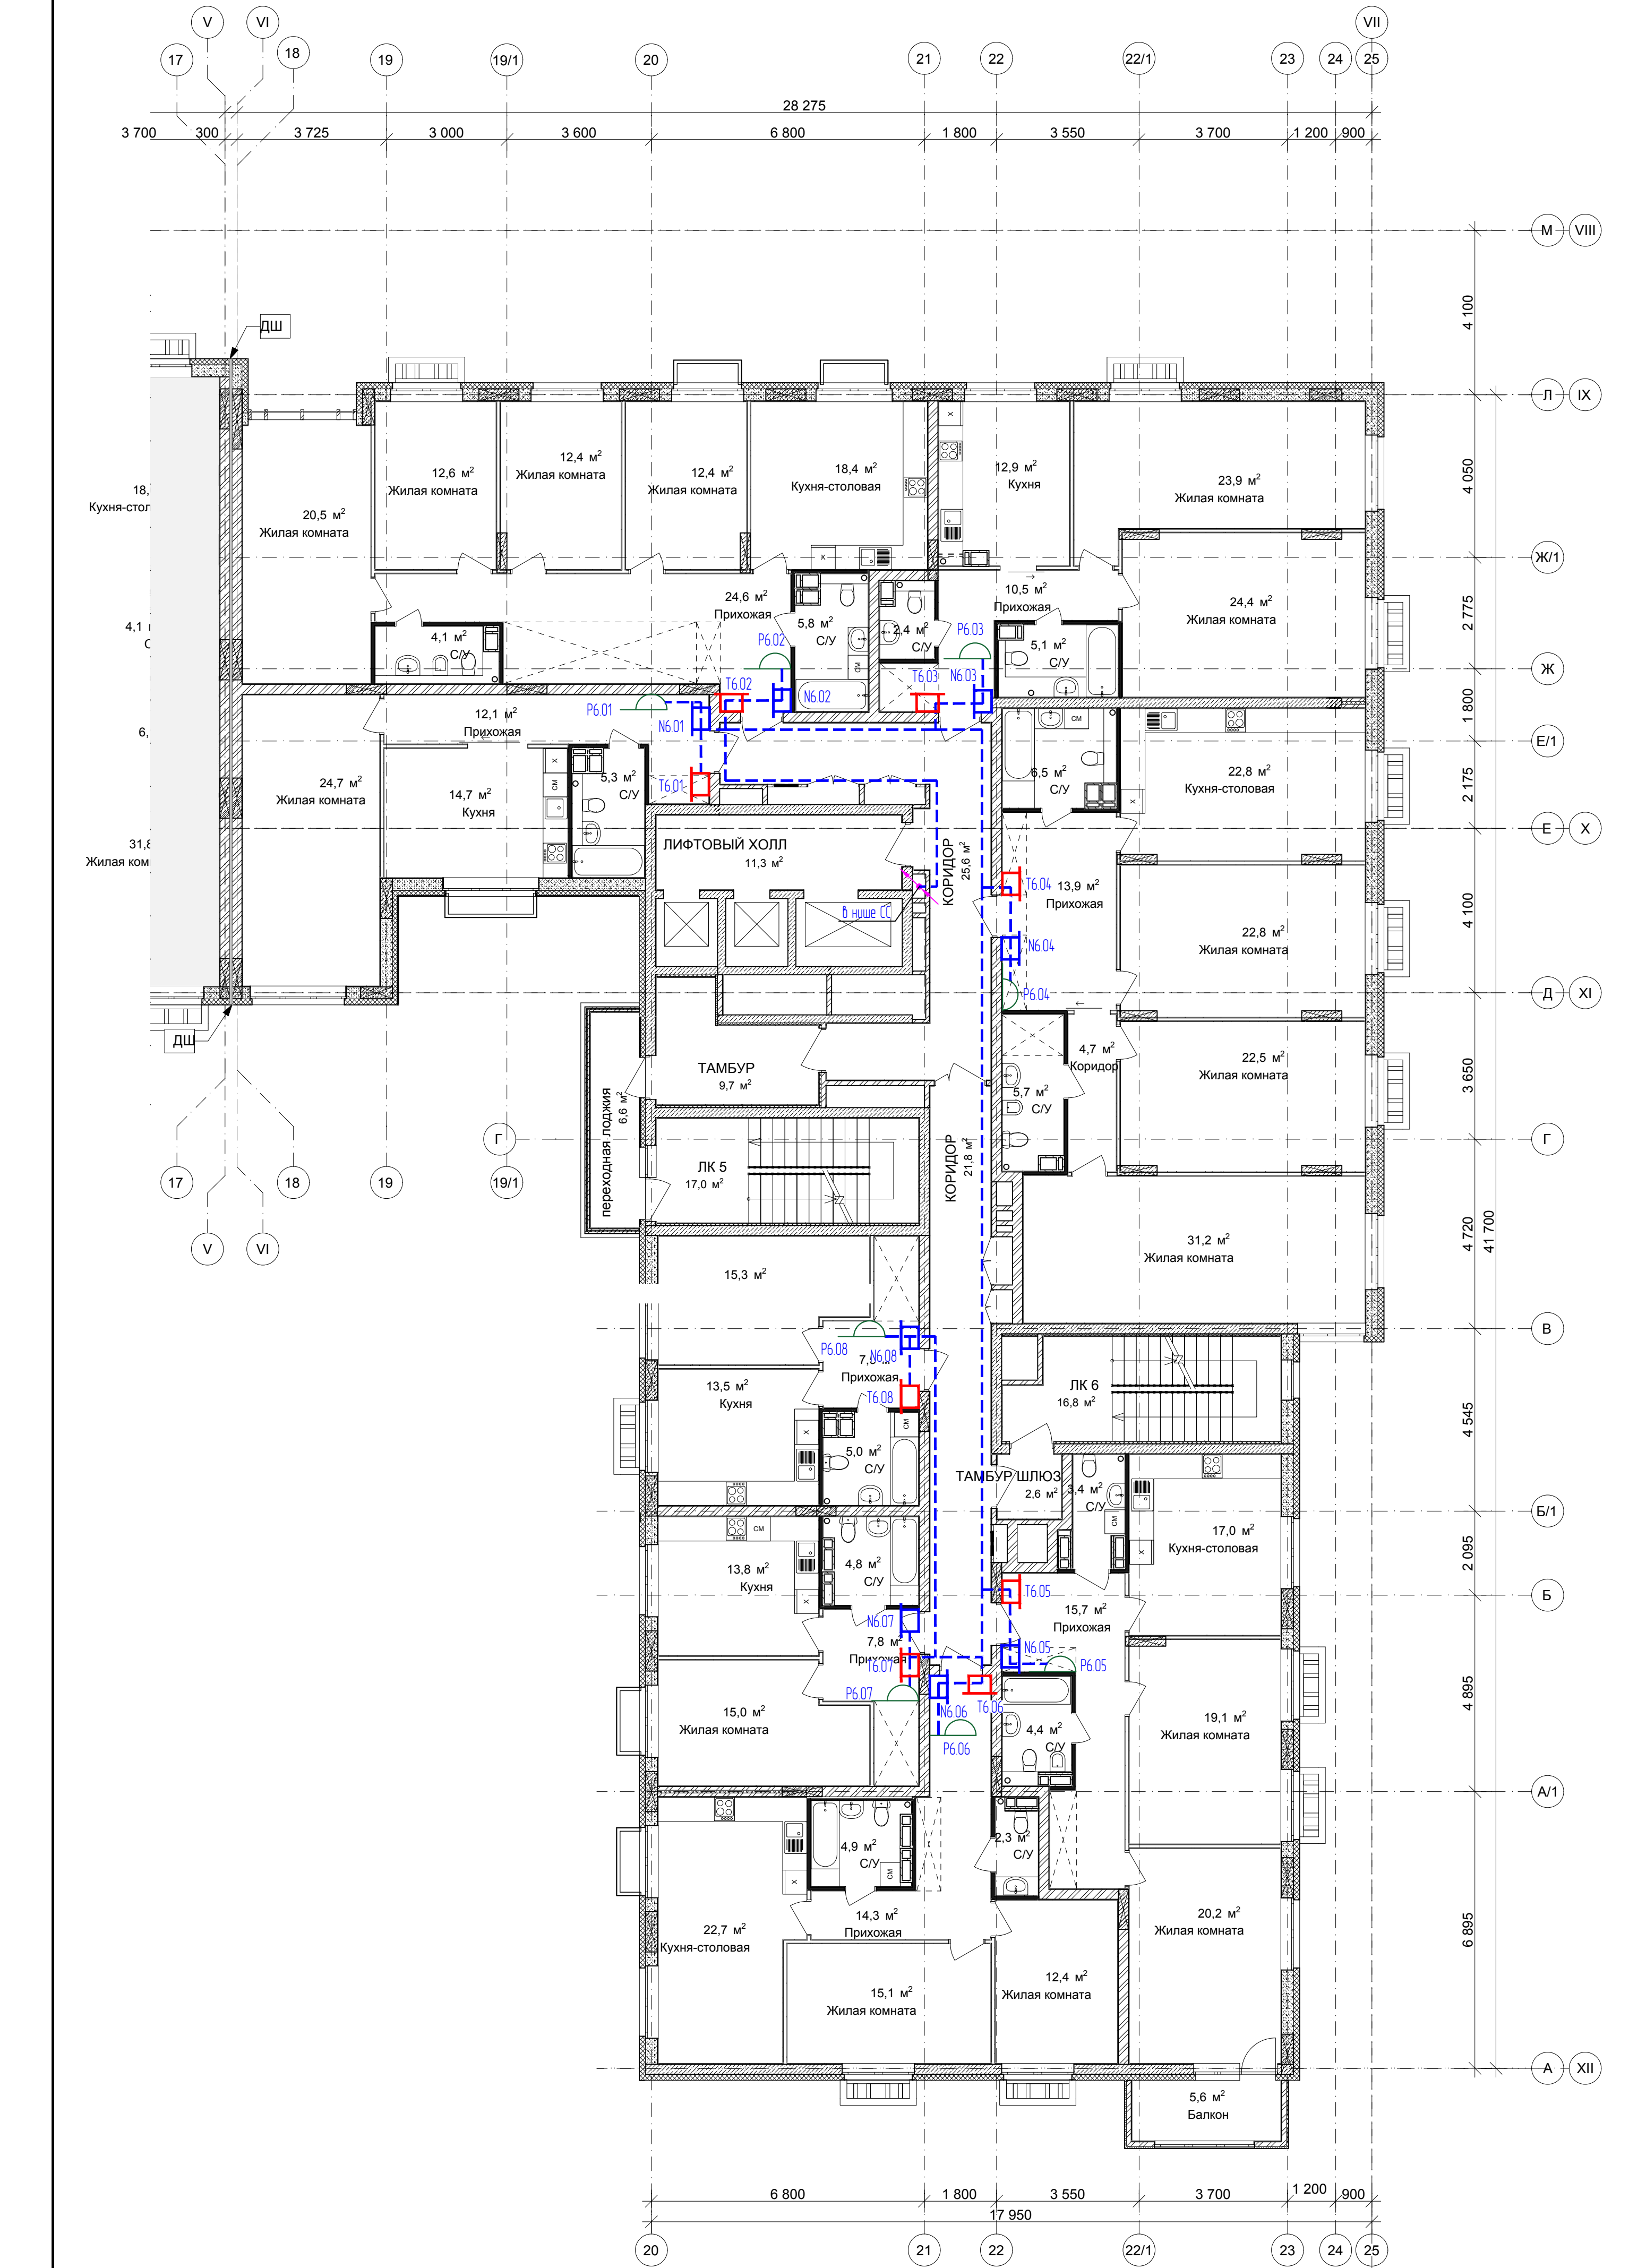 V VI VII
17 18 19 19/1 20 21 22 22/1 23 24 25
28 275
3 700 300 3 725 3 000 3 600 6 800 1 800 3 550 3 700 1 200 900
М VIII
4 100
ДШ
Л IX
12,6 м² Жилая комната
12,4 м² Жилая комната
12,4 м² Жилая комната
18,4 м² Кухня-столовая
12,9 м² Кухня
23,9 м² Жилая комната
4 050
18,
Кухня-стол
20,5 м²
Жилая комната
Ж/1
24,6 м²
Прихожая
10,5 м²
Прихожая
24,4 м²
Жилая комната
2 775
4,1
С
4,1 м²
С/У
5,8 м²
С/У
2,4 м²
С/У
5,1 м²
С/У
Р6.02 Р6.03
СМ
Т6.02 N6.02 Т6.03 N6.03
Ж
Р6.01 N6.01
12,1 м²
Прихожая
СМ
1 800
6,
Е/1
24,7 м²
Жилая комната
14,7 м²
Кухня
Х
СМ
5,3 м²
С/У
Т6.01
6,5 м²
С/У
22,8 м²
Кухня-столовая
Х
2 175
31,8
Жилая ком
ЛИФТОВЫЙ ХОЛЛ
11,3 м²
КОРИДОР
25,6 м²
Е X
Т6.04
13,9 м²
Прихожая
в нише СС
N6.04
22,8 м²
Жилая комната
4 100
Р6.04
Д XI
ДШ
ТАМБУР
9,7 м²
4,7 м²
Коридор
22,5 м²
Жилая комната
5,7 м²
С/У
3 650
переходная лоджия
6,6 м²
Г Г
17 18 19 19/1
ЛК 5
17,0 м²
КОРИДОР
21,8 м²
V VI
31,2 м²
Жилая комната
4 720
41 700
15,3 м²
В
Р6.08 N6.08
7,
Прихожая
Т6.08
13,5 м²
Кухня
Х
СМ
ЛК 6
16,8 м²
4 545
5,0 м²
С/У
ТАМБУР ШЛЮЗ
2,6 м²
3,4 м²
С/У
СМ
Х
17,0 м²
Кухня-столовая
Б/1
СМ
13,8 м²
Кухня
Х
4,8 м²
С/У
2 095
Т6.05
Б
N6.07
7,8 м²
Прихожая
Т6.07
15,7 м²
Прихожая
N6.05 Р6.05
Р6.07
N6.06 Т6.06
Р6.06
15,0 м²
Жилая комната
4,4 м²
С/У
19,1 м²
Жилая комната
4 895
А/1
4,9 м²
С/У
СМ
Х
2,3 м²
С/У
22,7 м²
Кухня-столовая
14,3 м²
Прихожая
20,2 м²
Жилая комната
6 895
15,1 м²
Жилая комната
12,4 м²
Жилая комната
А XII
5,6 м²
Балкон
6 800 1 800 3 550 3 700 1 200 900
17 950
20 21 22 22/1 23 24 25